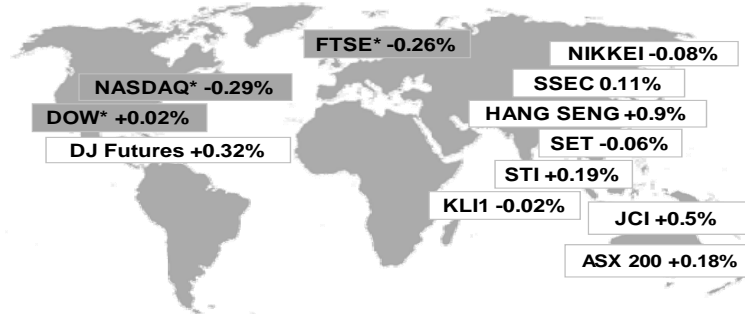 FTSE* -0.26%
NIKKEI -0.08%
NASDAQ* -0.29%
SSEC 0.11%
DOW* +0.02%
HANG SENG +0.9%
DJ Futures +0.32%
SET -0.06%
STI +0.19%
KLI1 -0.02%
JCI +0.5%
ASX 200 +0.18%